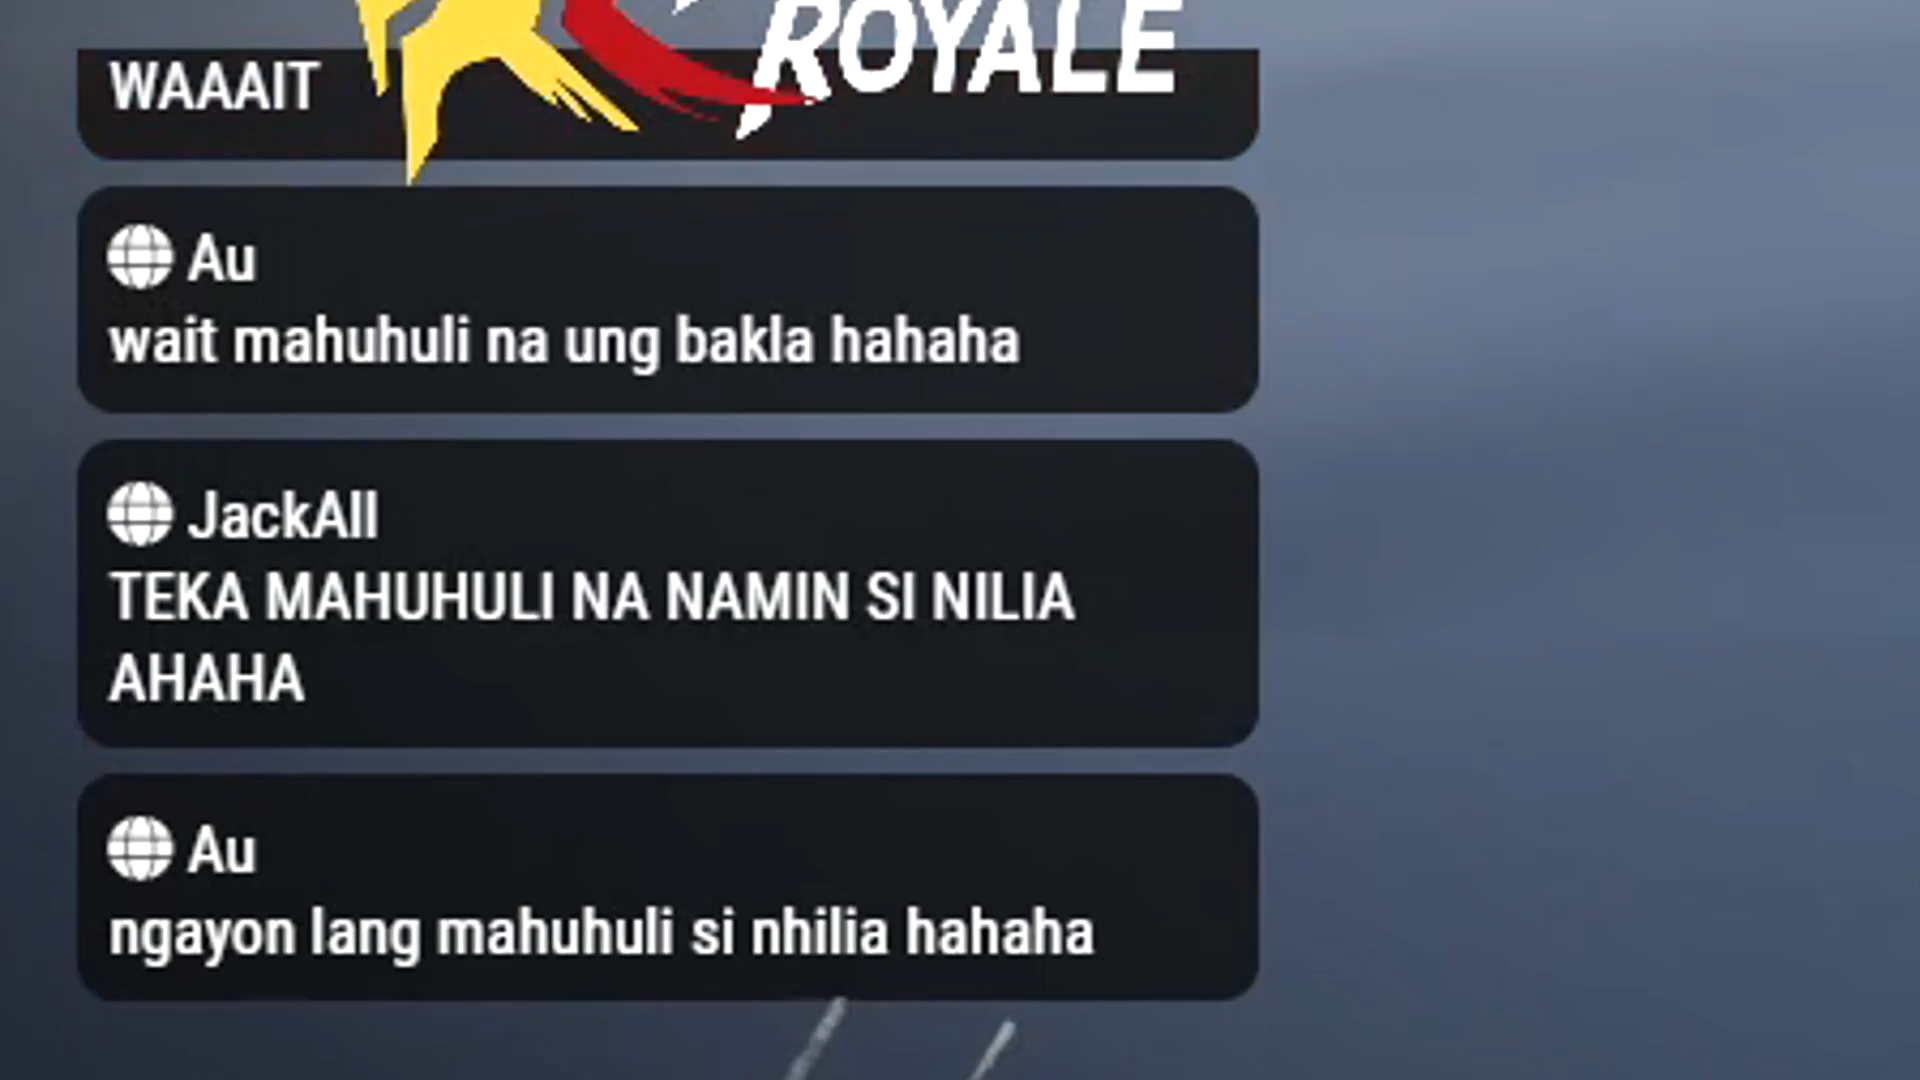 ROYALE
WAAAIT
Au
wait mahuhuli na ung bakla hahaha
JackAll
TEKA MAHUHULI NA NAMIN SI NILIA
AHAHA
Au
ngayon lang mahuhuli si nhilia hahaha